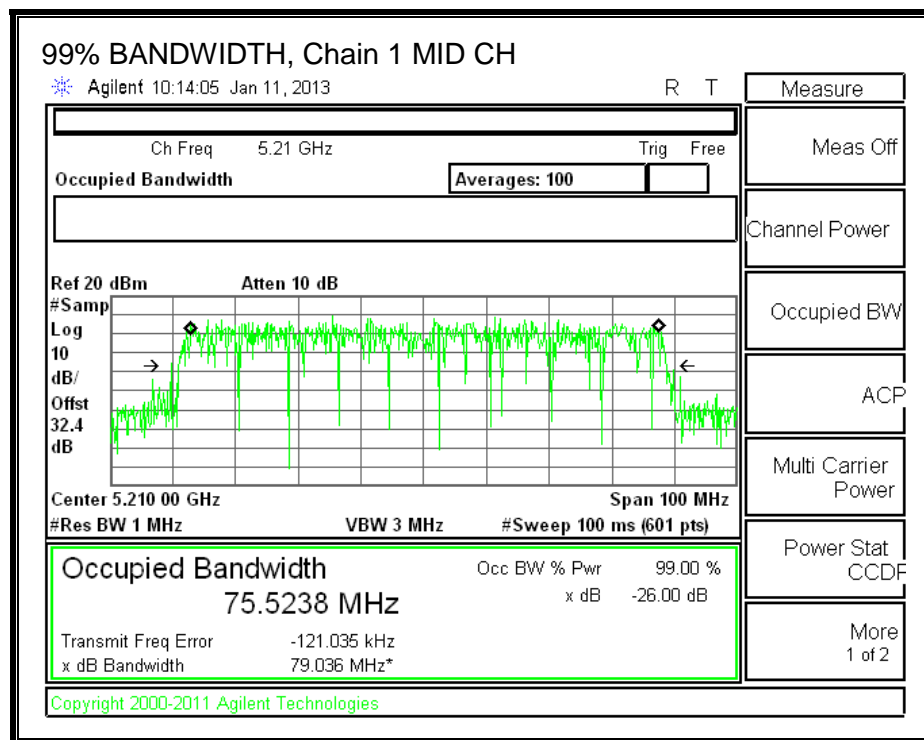 99% BANDWIDTH, Chain 1 MID CH
Agilent 10:14:05 Jan 11, 2013 R T
Measure
Ch Freq 5.21 GHz Trig Free
Meas Off
Occupied Bandwidth Averages: 100
Channel Power
Ref 20 dBm Atten 10 dB
#Samp
Log
10
dB/
Offst
32.4
dB
Occupied BW
ACP
Center 5.210 00 GHz Span 100 MHz
#Res BW 1 MHz VBW 3 MHz #Sweep 100 ms (601 pts)
Multi Carrier
Power
Occupied Bandwidth Occ BW % Pwr 99.00 %
75.5238 MHz x dB -26.00 dB
Power Stat
CCDF
Transmit Freq Error -121.035 kHz
x dB Bandwidth 79.036 MHz*
More
1 of 2
Copyright 2000-2011 Agilent Technologies